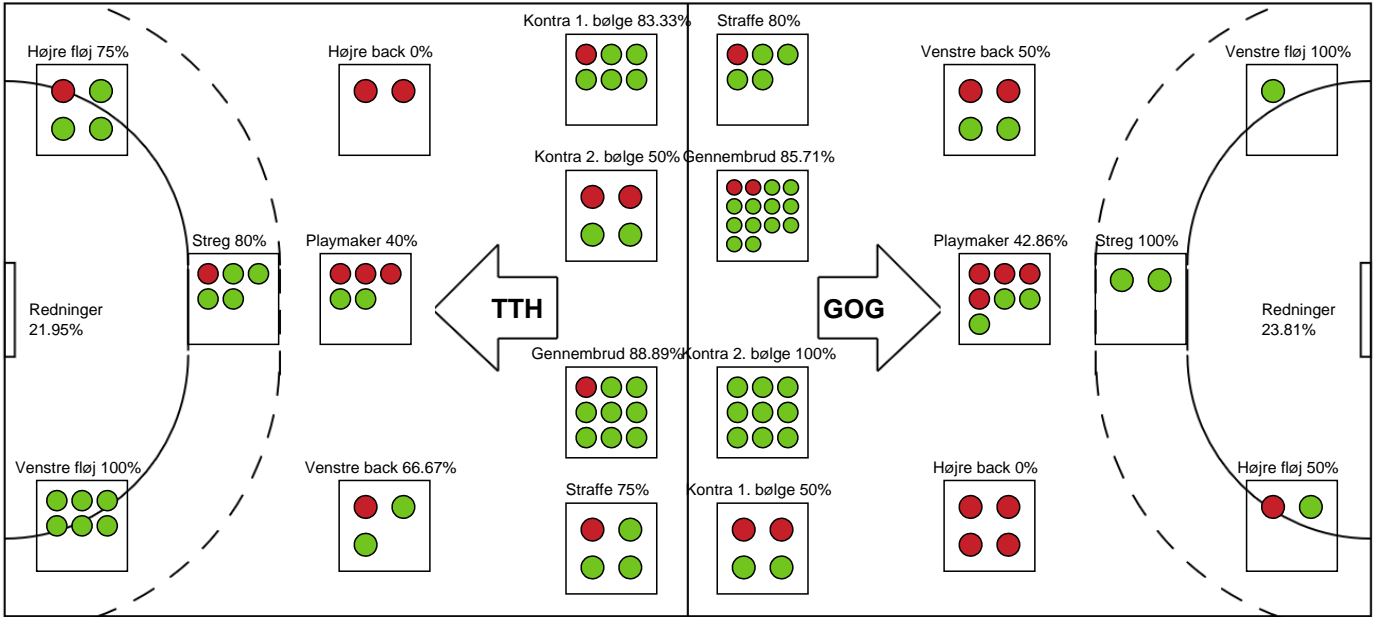 Kontra 1. bølge 83.33%
Straffe 80%
Højre fløj 75%
Højre back 0%
Venstre back 50%
Venstre fløj 100%
Kontra 2. bølge 50%
Gennembrud 85.71%
Streg 80%
Playmaker 40%
Playmaker 42.86%
Streg 100%
Redninger
21.95%
TTH
GOG
Redninger
23.81%
Gennembrud 88.89%
Kontra 2. bølge 100%
Venstre fløj 100%
Venstre back 66.67%
Straffe 75%
Kontra 1. bølge 50%
Højre back 0%
Højre fløj 50%